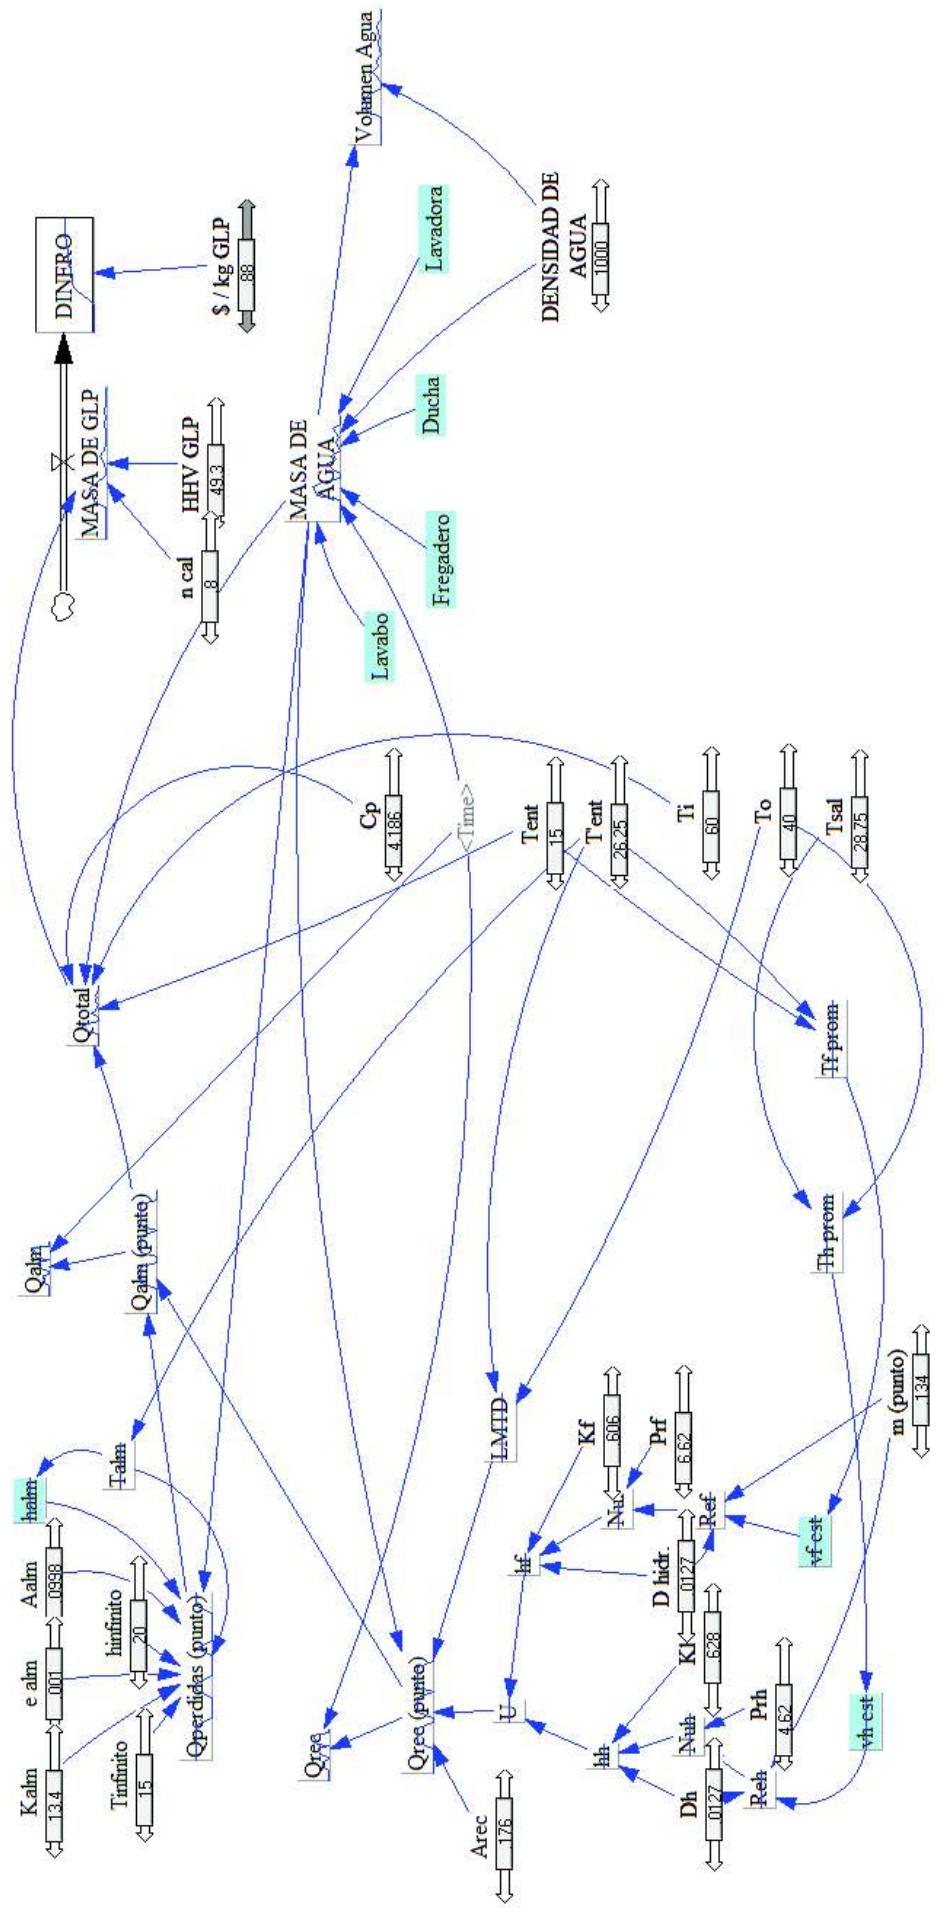 Kalm
13.4
e alm
.001
Aalm
.0998
halm
Qalm
Tinfinito
15
hinfinito
20
Talm
Qperdidas (punto)
Qalm (punto)
Qtotal
MASA DE GLP
DINERO
n cal
.8
HHV GLP
49.3
$ / kg GLP
.88
Qrec
Qrec (punto)
Arec
.176
U
LMTD
Cp
4.186
<Time>
Lavabo
Fregadero
MASA DE
AGUA
Ducha
Lavadora
Volumen Agua
DENSIDAD DE
AGUA
1000
hf
Kf
.606
Nuf
Prf
6.62
D hidr.
.0127
Ref
hh
.628
Nuh
Prh
4.62
Dh
.0127
Reh
Tent
15
26.25
Ti
60
To
40
Tsal
28.75
Tf prom
Th prom
vf est
vh est
m (punto)
.134